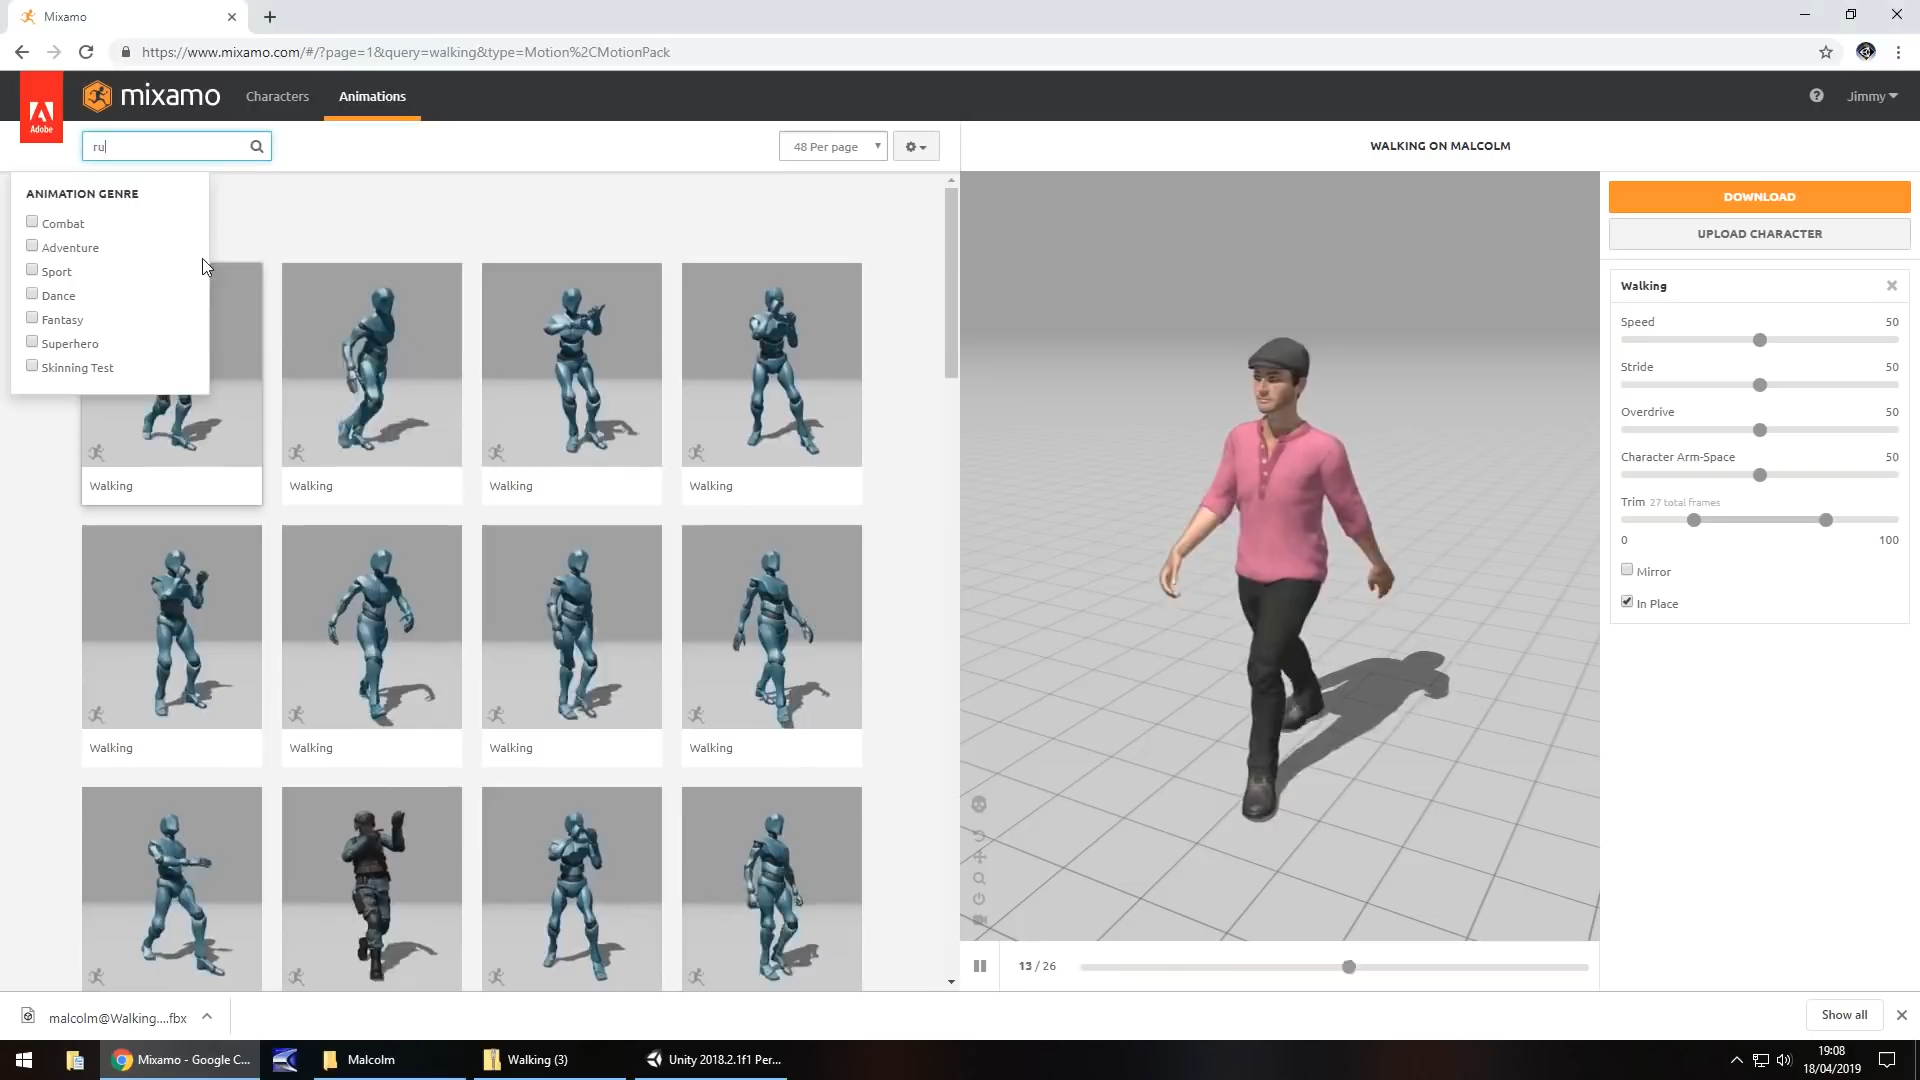 Mixamo
https://www.mixamo.com/#/?page=1&query=walking&type=Motion%2CMotionPack
Adobe
mixamo
Characters
Animations
Jimmy
ru
48 Per page
WALKING ON MALCOLM
ANIMATION GENRE
Combat
Adventure
Sport
Dance
Fantasy
Superhero
Skinning Test
Walking
Walking
Walking
Walking
Walking
Walking
Walking
Walking
DOWNLOAD
UPLOAD CHARACTER
Walking
Speed 50
Stride 50
Overdrive 50
Character Arm-Space 50
Trim 27 total frames
0 100
Mirror
In Place
13 / 26
malcolm@Walking....fbx
Show all
Mixamo - Google C...
Malcolm
Walking (3)
Unity 2018.2.1f1 Per...
19:08
18/04/2019